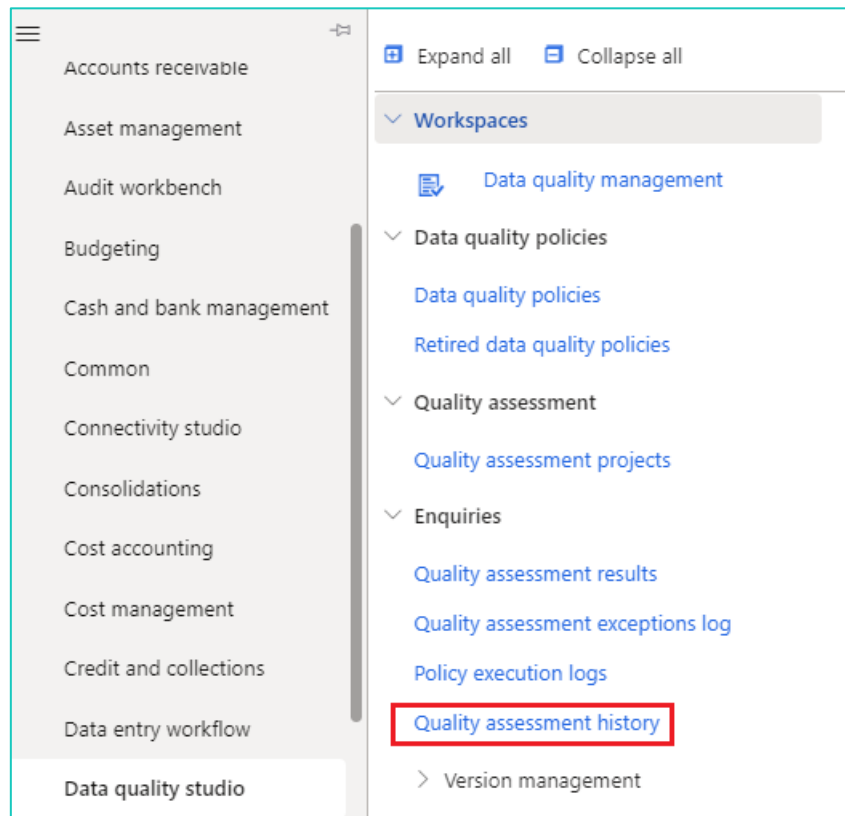 Accounts receivable
Asset management
Audit workbench
Budgeting
Cash and bank management
Common
Connectivity studio
Consolidations
Cost accounting
Cost management
Credit and collections
Data entry workflow
Data quality studio
Expand all
Collapse all
Workspaces
Data quality management
Data quality policies
Data quality policies
Retired data quality policies
Quality assessment
Quality assessment projects
Enquiries
Quality assessment results
Quality assessment exceptions log
Policy execution logs
Quality assessment history
Version management